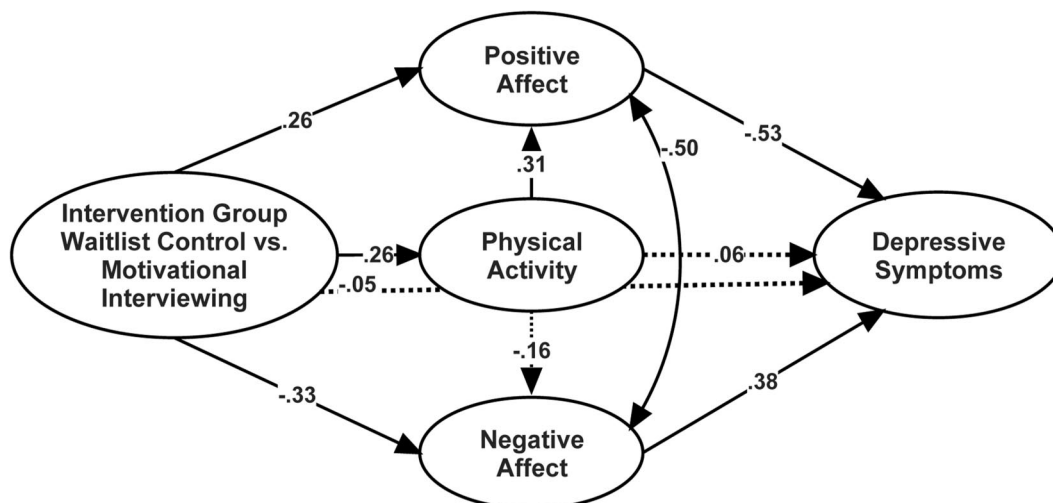 Positive
Affect
.26
-.53
-.50
.31
Intervention Group
Waitlist Control vs.
Motivational
Interviewing
.26
Physical
Activity
.06
Depressive
Symptoms
-.05
-.16
-.33
.38
Negative
Affect